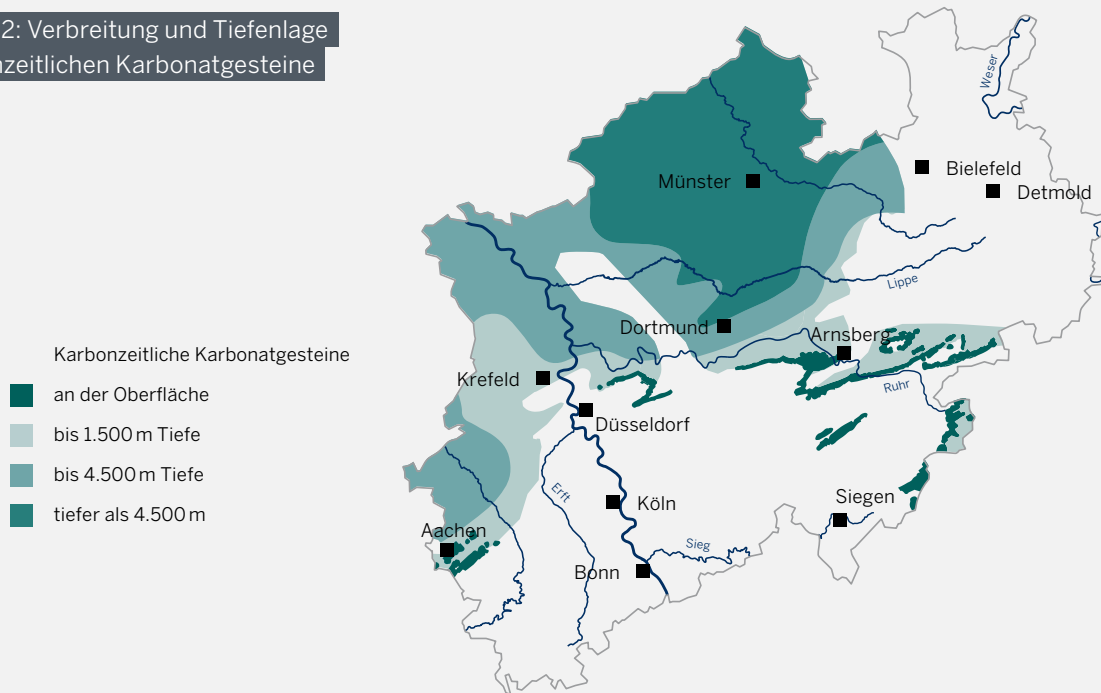 2: Verbreitung und Tiefenlage
zeitlichen Karbonatgesteine
Weser
Bielefeld
Münster
Detmold
Lippe
Dortmund
Arnsberg
Karbonzeitliche Karbonatgesteine
an der Oberfläche
bis 1.500 m Tiefe
bis 4.500 m Tiefe
tiefer als 4.500 m
Krefeld
Ruhr
Düsseldorf
Erft
Köln
Siegen
Aachen
Sieg
Bonn